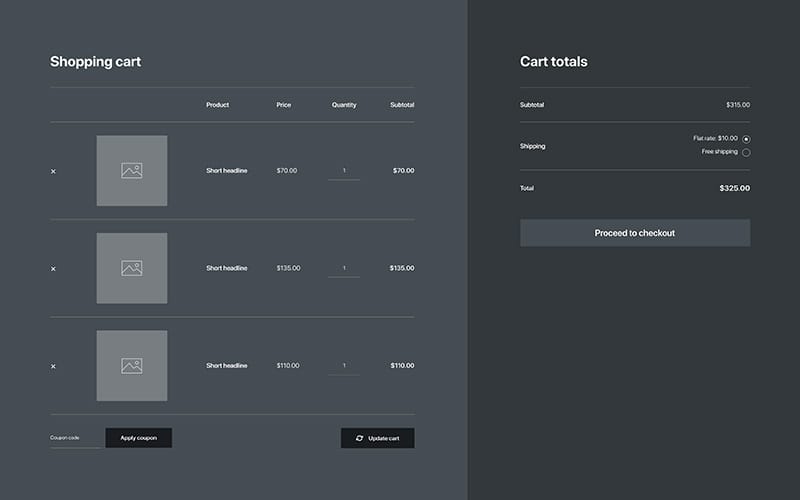 Shopping cart
Product Price Quantity Subtotal
× Short headline $70.00 1 $70.00
× Short headline $135.00 1 $135.00
× Short headline $110.00 1 $110.00
Coupon code Apply coupon Update cart
Cart totals
Subtotal $315.00
Shipping Flat rate: $10.00
Free shipping
Total $325.00
Proceed to checkout